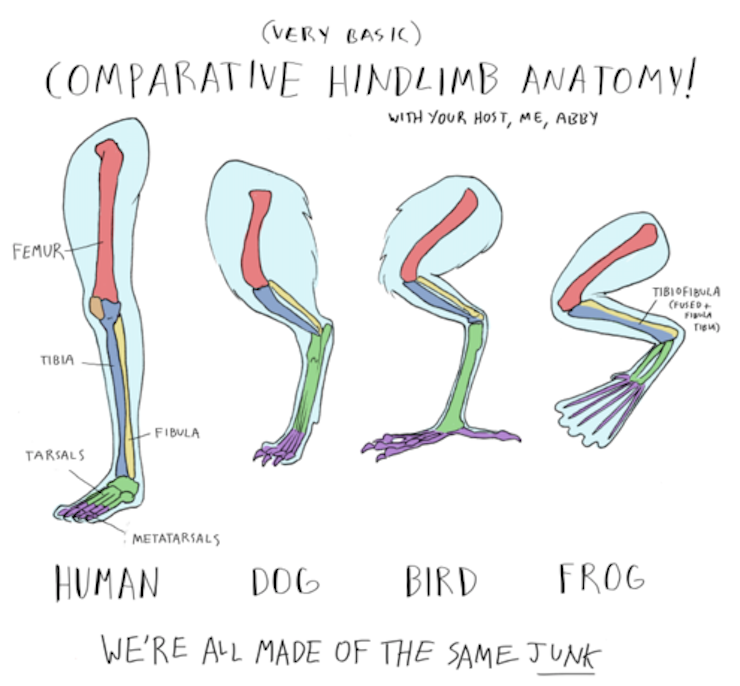 (VERY BASIC)
COMPARATIVE HINDLIMB ANATOMY!
WITH YOUR HOST, ME, ABBY
FEMUR
TIBIOFIBULA
(FUSED +
FIBULA
TIBIA)
TIBIA
FIBULA
TARSALS
METATARSALS
HUMAN DOG BIRD FROG
WE'RE ALL MADE OF THE SAME JUNK